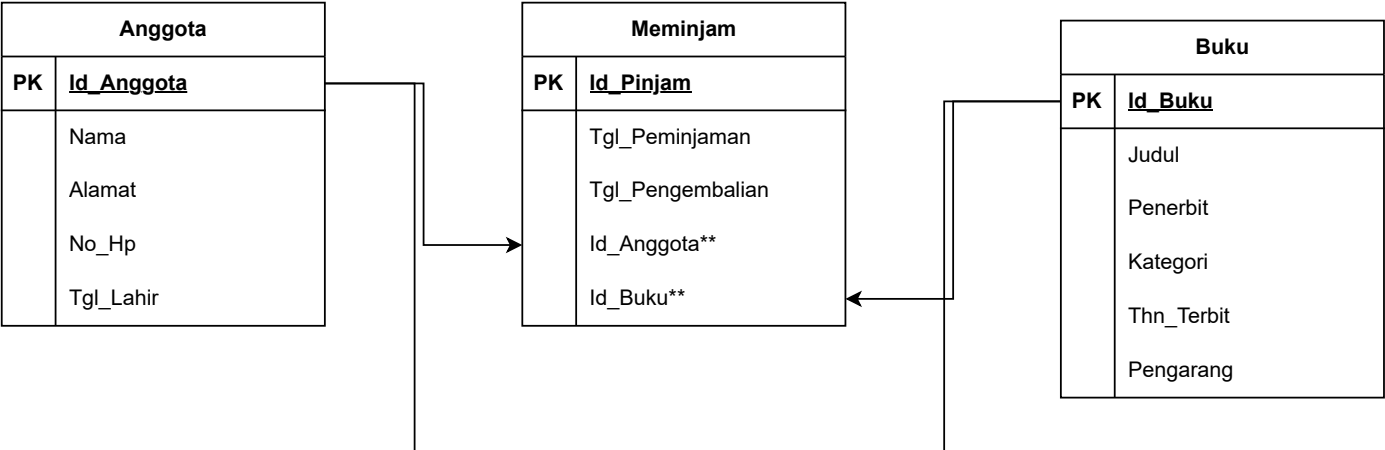 Anggota
PK Id_Anggota
Nama
Alamat
No_Hp
Tgl_Lahir
Meminjam
PK Id_Pinjam
Tgl_Peminjaman
Tgl_Pengembalian
Id_Anggota**
Id_Buku**
Buku
PK Id_Buku
Judul
Penerbit
Kategori
Thn_Terbit
Pengarang